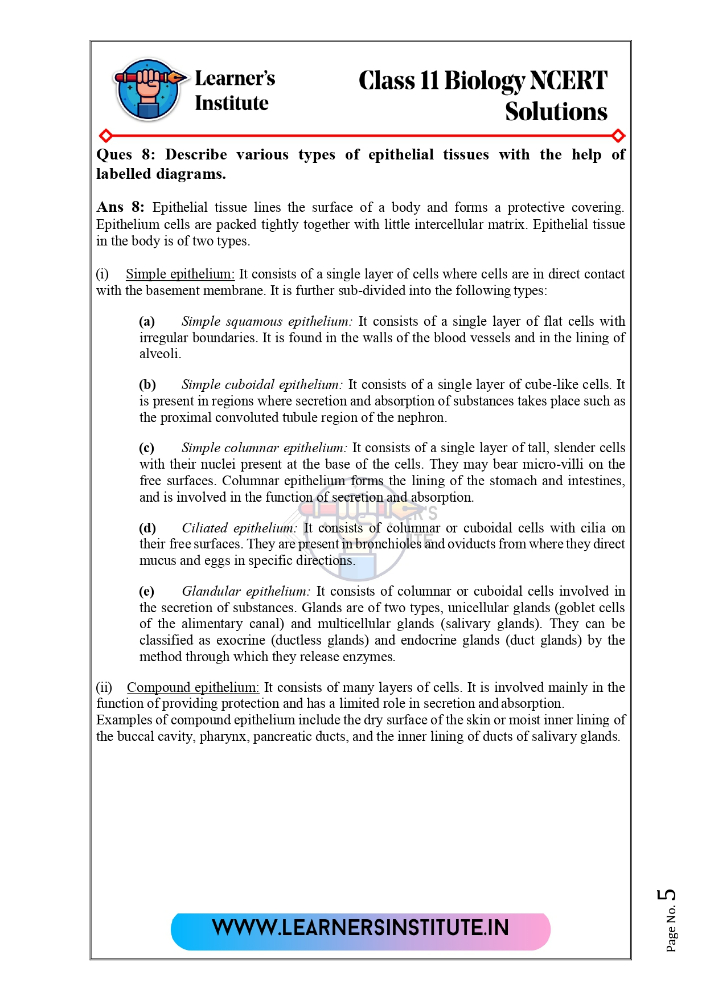 Learner's
Institute
Class 11 Biology NCERT
Solutions
Ques 8: Describe various types of epithelial tissues with the help of
labelled diagrams.
Ans 8: Epithelial tissue lines the surface of a body and forms a protective covering.
Epithelium cells are packed tightly together with little intercellular matrix. Epithelial tissue
in the body is of two types.
(i) Simple epithelium: It consists of a single layer of cells where cells are in direct contact
with the basement membrane. It is further sub-divided into the following types:
(a) Simple squamous epithelium: It consists of a single layer of flat cells with
irregular boundaries. It is found in the walls of the blood vessels and in the lining of
alveoli.
(b) Simple cuboidal epithelium: It consists of a single layer of cube-like cells. It
is present in regions where secretion and absorption of substances takes place such as
the proximal convoluted tubule region of the nephron.
(c) Simple columnar epithelium: It consists of a single layer of tall, slender cells
with their nuclei present at the base of the cells. They may bear micro-villi on the
free surfaces. Columnar epithelium forms the lining of the stomach and intestines,
and is involved in the function of secretion and absorption.
(d) Ciliated epithelium: It consists of columnar or cuboidal cells with cilia on
their free surfaces. They are present in bronchioles and oviducts from where they direct
mucus and eggs in specific directions.
(e) Glandular epithelium: It consists of columnar or cuboidal cells involved in
the secretion of substances. Glands are of two types, unicellular glands (goblet cells
of the alimentary canal) and multicellular glands (salivary glands). They can be
classified as exocrine (ductless glands) and endocrine glands (duct glands) by the
method through which they release enzymes.
(ii) Compound epithelium: It consists of many layers of cells. It is involved mainly in the
function of providing protection and has a limited role in secretion and absorption.
Examples of compound epithelium include the dry surface of the skin or moist inner lining of
the buccal cavity, pharynx, pancreatic ducts, and the inner lining of ducts of salivary glands.
WWW.LEARNERSINSTITUTE.IN
Page No. 5